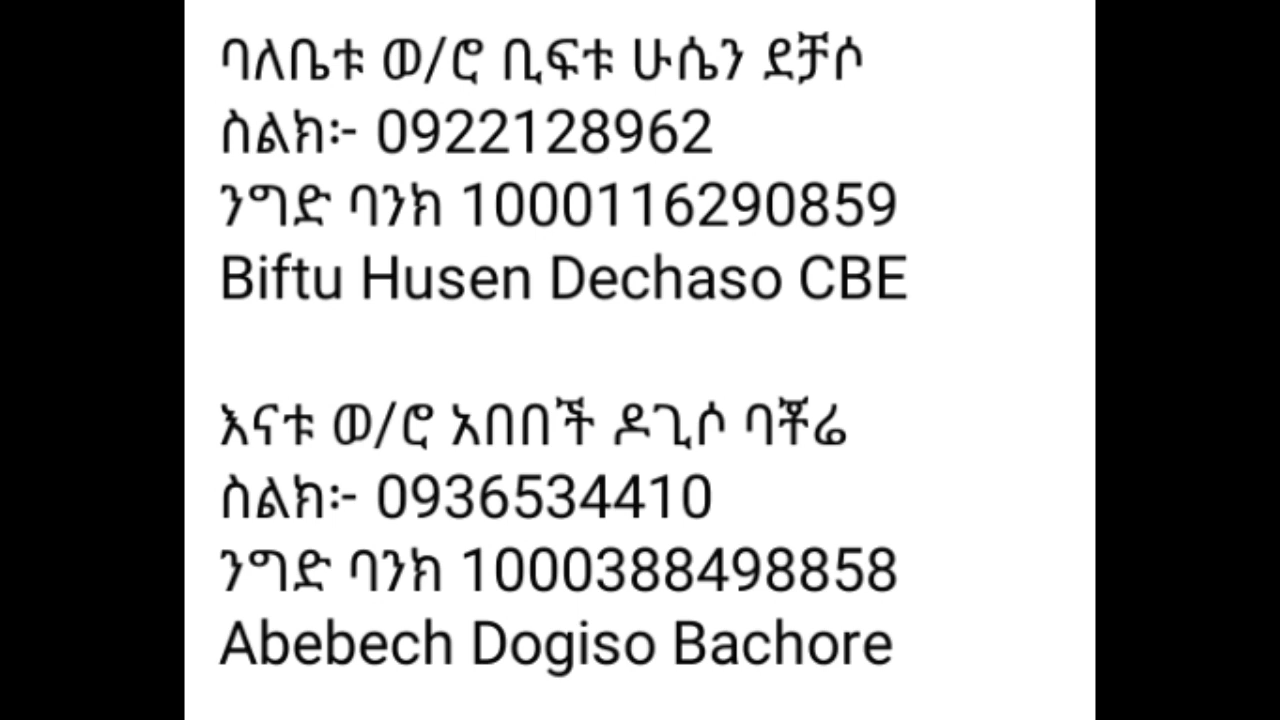 ባለቤቱ ወ/ሮ ቢፍቱ ሁሴን ደቻሶ
ስልክ፦ 0922128962
ንግድ ባንክ 1000116290859
Biftu Husen Dechaso CBE
እናቱ ወ/ሮ አበበች ዶጊሶ ባቾሬ
ስልክ፦ 0936534410
ንግድ ባንክ 1000388498858
Abebech Dogiso Bachore